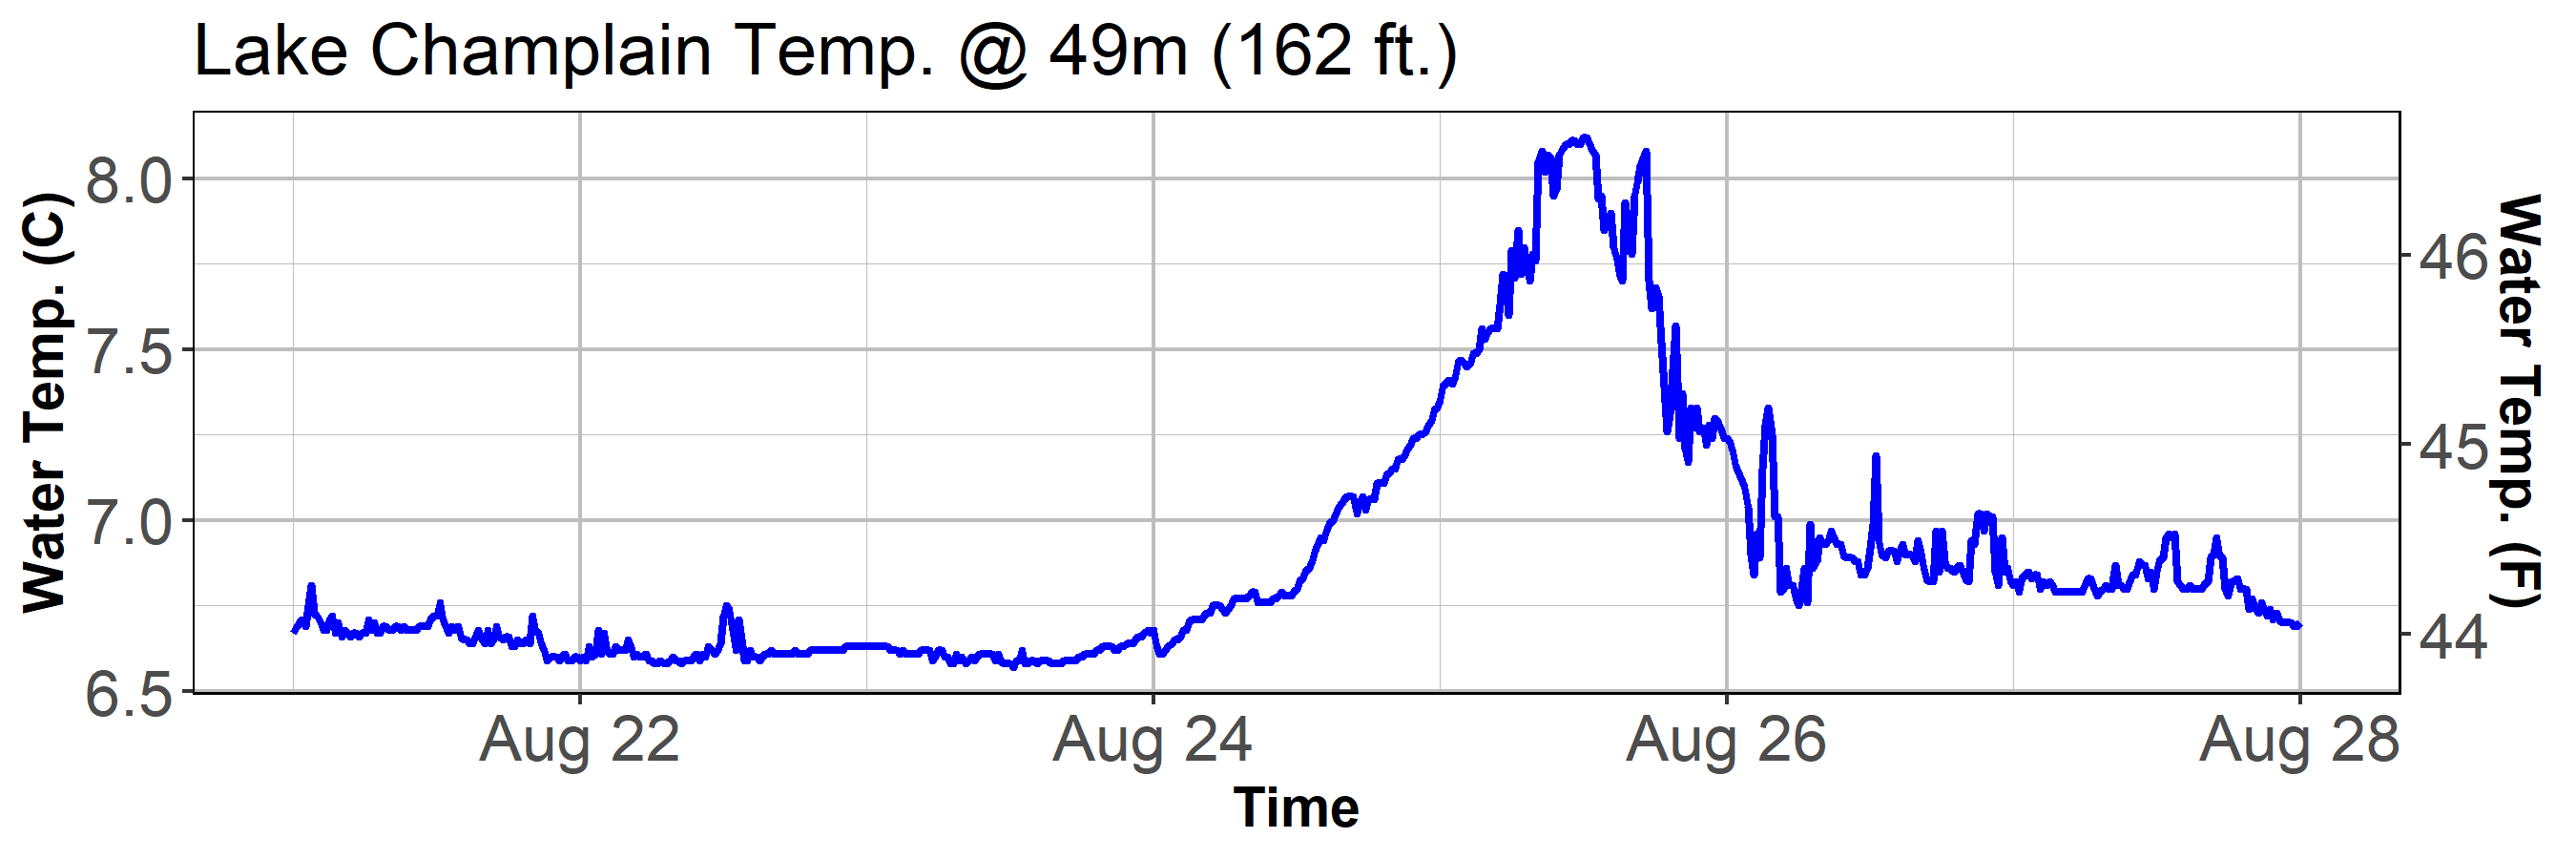 Lake Champlain Temp. @ 49m (162 ft.)
Water Temp. (C)
8.0
7.5
7.0
6.5
46
45
44
Water Temp. (F)
Aug 22
Aug 24
Aug 26
Aug 28
Time